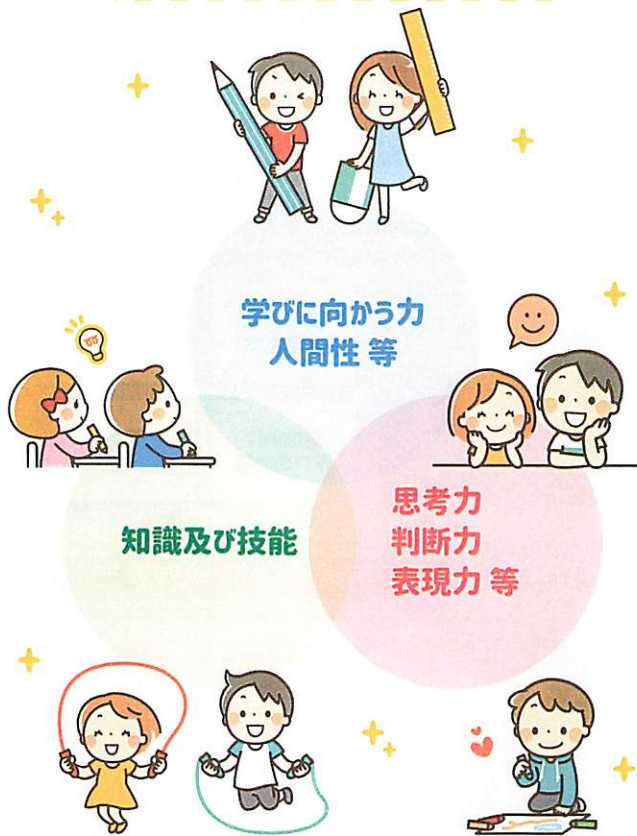 学びに向かう力
人間性 等
知識及び技能
思考力
判断力
表現力 等